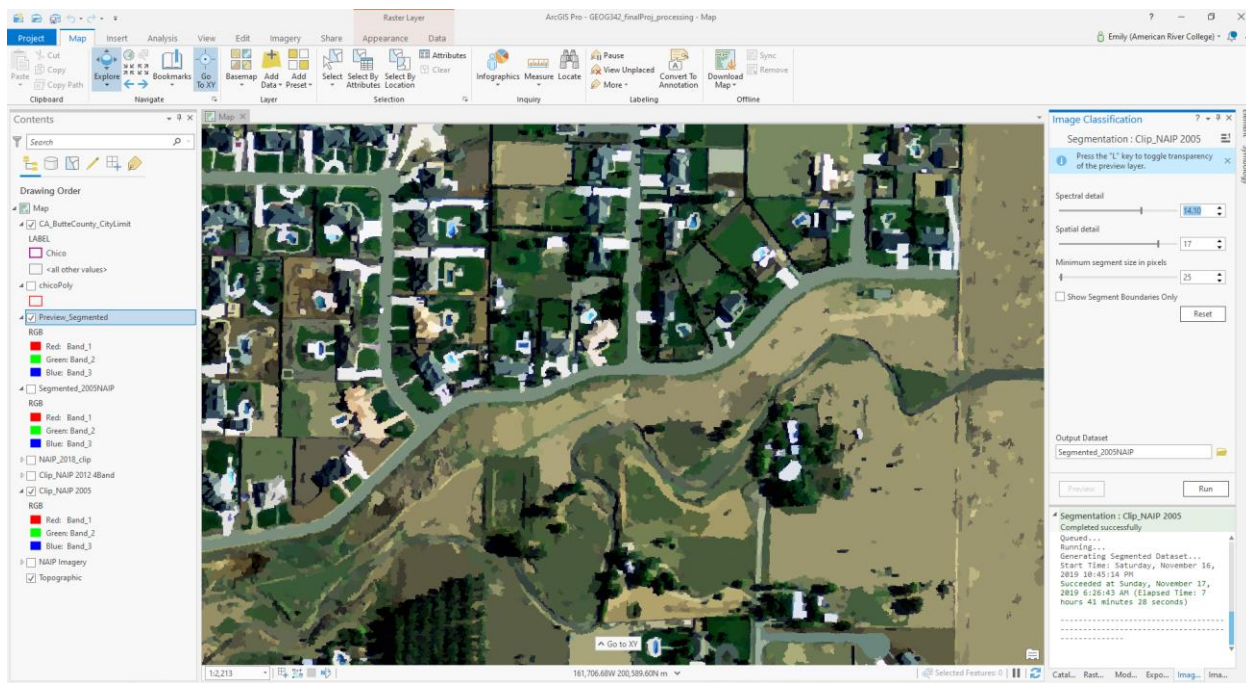 Raster Layer
ArcGIS Pro - GEOG342_finalProj_processing - Map
? – ×
Project Map Insert Analysis View Edit Imagery Share Appearance Data
Emily (American River College)
Paste
Cut
Copy
Copy Path
Clipboard
Explore
Bookmarks
Go To XY
Navigate
Basemap
Add Data
Add Preset
Layer
Select
Select By Attributes
Select By Location
Attributes
Clear
Selection
Infographics
Measure
Locate
Inquiry
Pause
View Unplaced
More
Convert To Annotation
Labeling
Download Map
Sync
Remove
Offline
Contents
Search
Drawing Order
Map
CA_ButteCounty_CityLimit
LABEL
Chico
<all other values>
chicoPoly
Preview_Segmented
RGB
Red: Band_1
Green: Band_2
Blue: Band_3
Segmented_2005NAIP
RGB
Red: Band_1
Green: Band_2
Blue: Band_3
NAIP_2018_clip
Clip_NAIP 2012 4Band
Clip_NAIP 2005
RGB
Red: Band_1
Green: Band_2
Blue: Band_3
NAIP Imagery
Topographic
Map
Go to XY
1:2,213
161,706.68W 200,589.60N m
Selected Features: 0
Image Classification
Segmentation : Clip_NAIP 2005
Press the "L" key to toggle transparency
of the preview layer.
Spectral detail
14.10
Spatial detail
17
Minimum segment size in pixels
25
Show Segment Boundaries Only
Reset
Output Dataset
Segmented_2005NAIP
Preview
Run
Segmentation : Clip_NAIP 2005
Completed successfully
Queued...
Running...
Generating Segmented Dataset...
Start Time: Saturday, November 16,
2019 10:45:14 PM
Succeeded at Sunday, November 17,
2019 6:26:43 AM (Elapsed Time: 7
hours 41 minutes 28 seconds)
Catal... Rast... Mod... Expo... Imag... Ima...